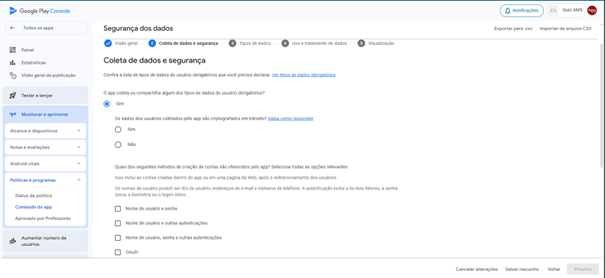 Google Play Console
Notificações
Quiz AMS
Todos os apps
Segurança dos dados
Exportar para .csv
Importar de arquivo CSV
Visão geral
2 Coleta de dados e segurança
3 Tipos de dados
4 Uso e tratamento de dados
5 Visualização
Painel
Estatísticas
Visão geral da publicação
Testar e lançar
Monitorar e aprimorar
Alcance e dispositivos
Notas e avaliações
Android vitals
Políticas e programas
Status da política
Conteúdo do app
Aprovado por Professores
Aumentar número de
usuários
Coleta de dados e segurança
Confira a lista de tipos de dados do usuário obrigatórios que você precisa declarar. Ver tipos de dados obrigatórios
O app coleta ou compartilha algum dos tipos de dados do usuário obrigatórios?
Sim
Os dados dos usuários coletados pelo app são criptografados em trânsito? Saiba como responder
Sim
Não
Quais dos seguintes métodos de criação de contas são oferecidos pelo app? Selecione todas as opções relevantes
Isso inclui as contas criadas dentro do app ou em uma página da Web, após o redirecionamento dos usuários.
Os nomes de usuário podem ser IDs de usuário, endereços de e-mail e números de telefone. A autenticação inclui a de dois fatores, a senha
única, a biometria ou o logon único.
Nome de usuário e senha
Nome de usuário e outras autenticações
Nome de usuário, senha e outras autenticações
OAuth
Cancelar alterações
Salvar rascunho
Voltar
Próximo